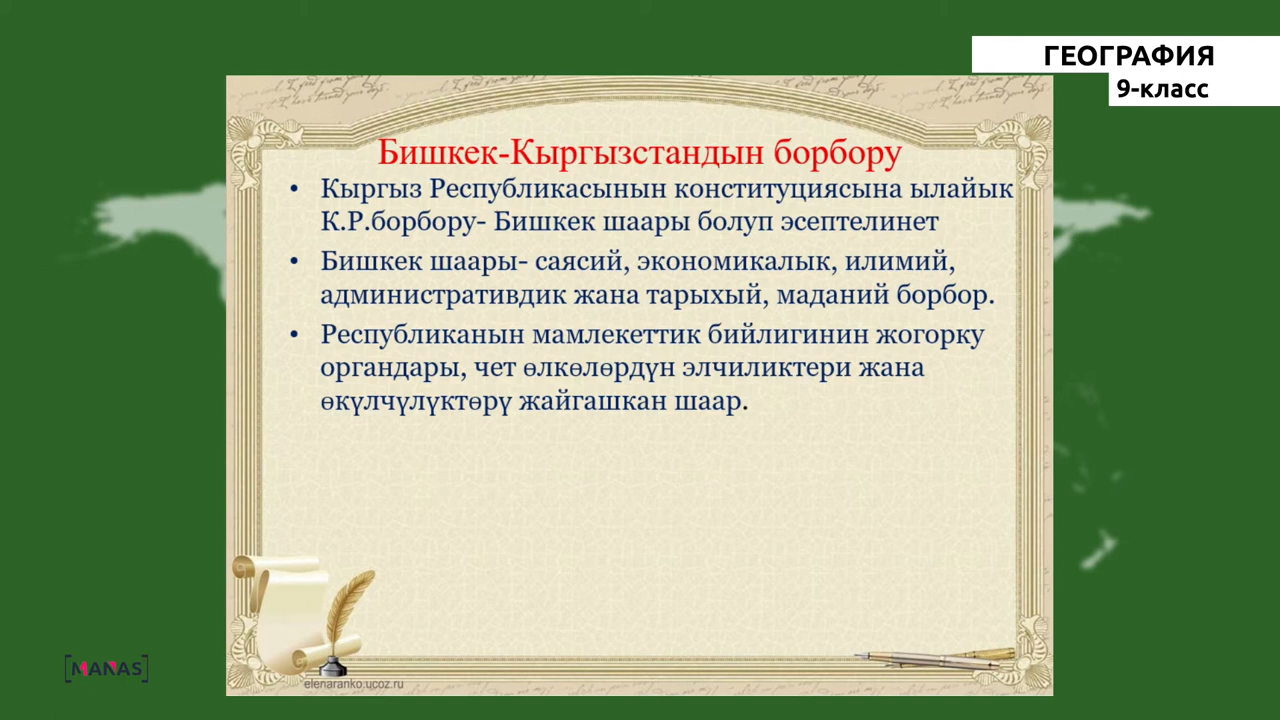 ГЕОГРАФИЯ
9-класс
Бишкек-Кыргызстандын борбору
• Кыргыз Республикасынын конституциясына ылайык
К.Р.борбору- Бишкек шаары болуп эсептелинет
• Бишкек шаары- саясий, экономикалык, илимий,
административдик жана тарыхый, маданий борбор.
• Республиканын мамлекеттик бийлигинин жогорку
органдары, чет өлкөлөрдүн элчиликтери жана
өкүлчүлүктөрү жайгашкан шаар.
[MANAS]
elenaranko.ucoz.ru